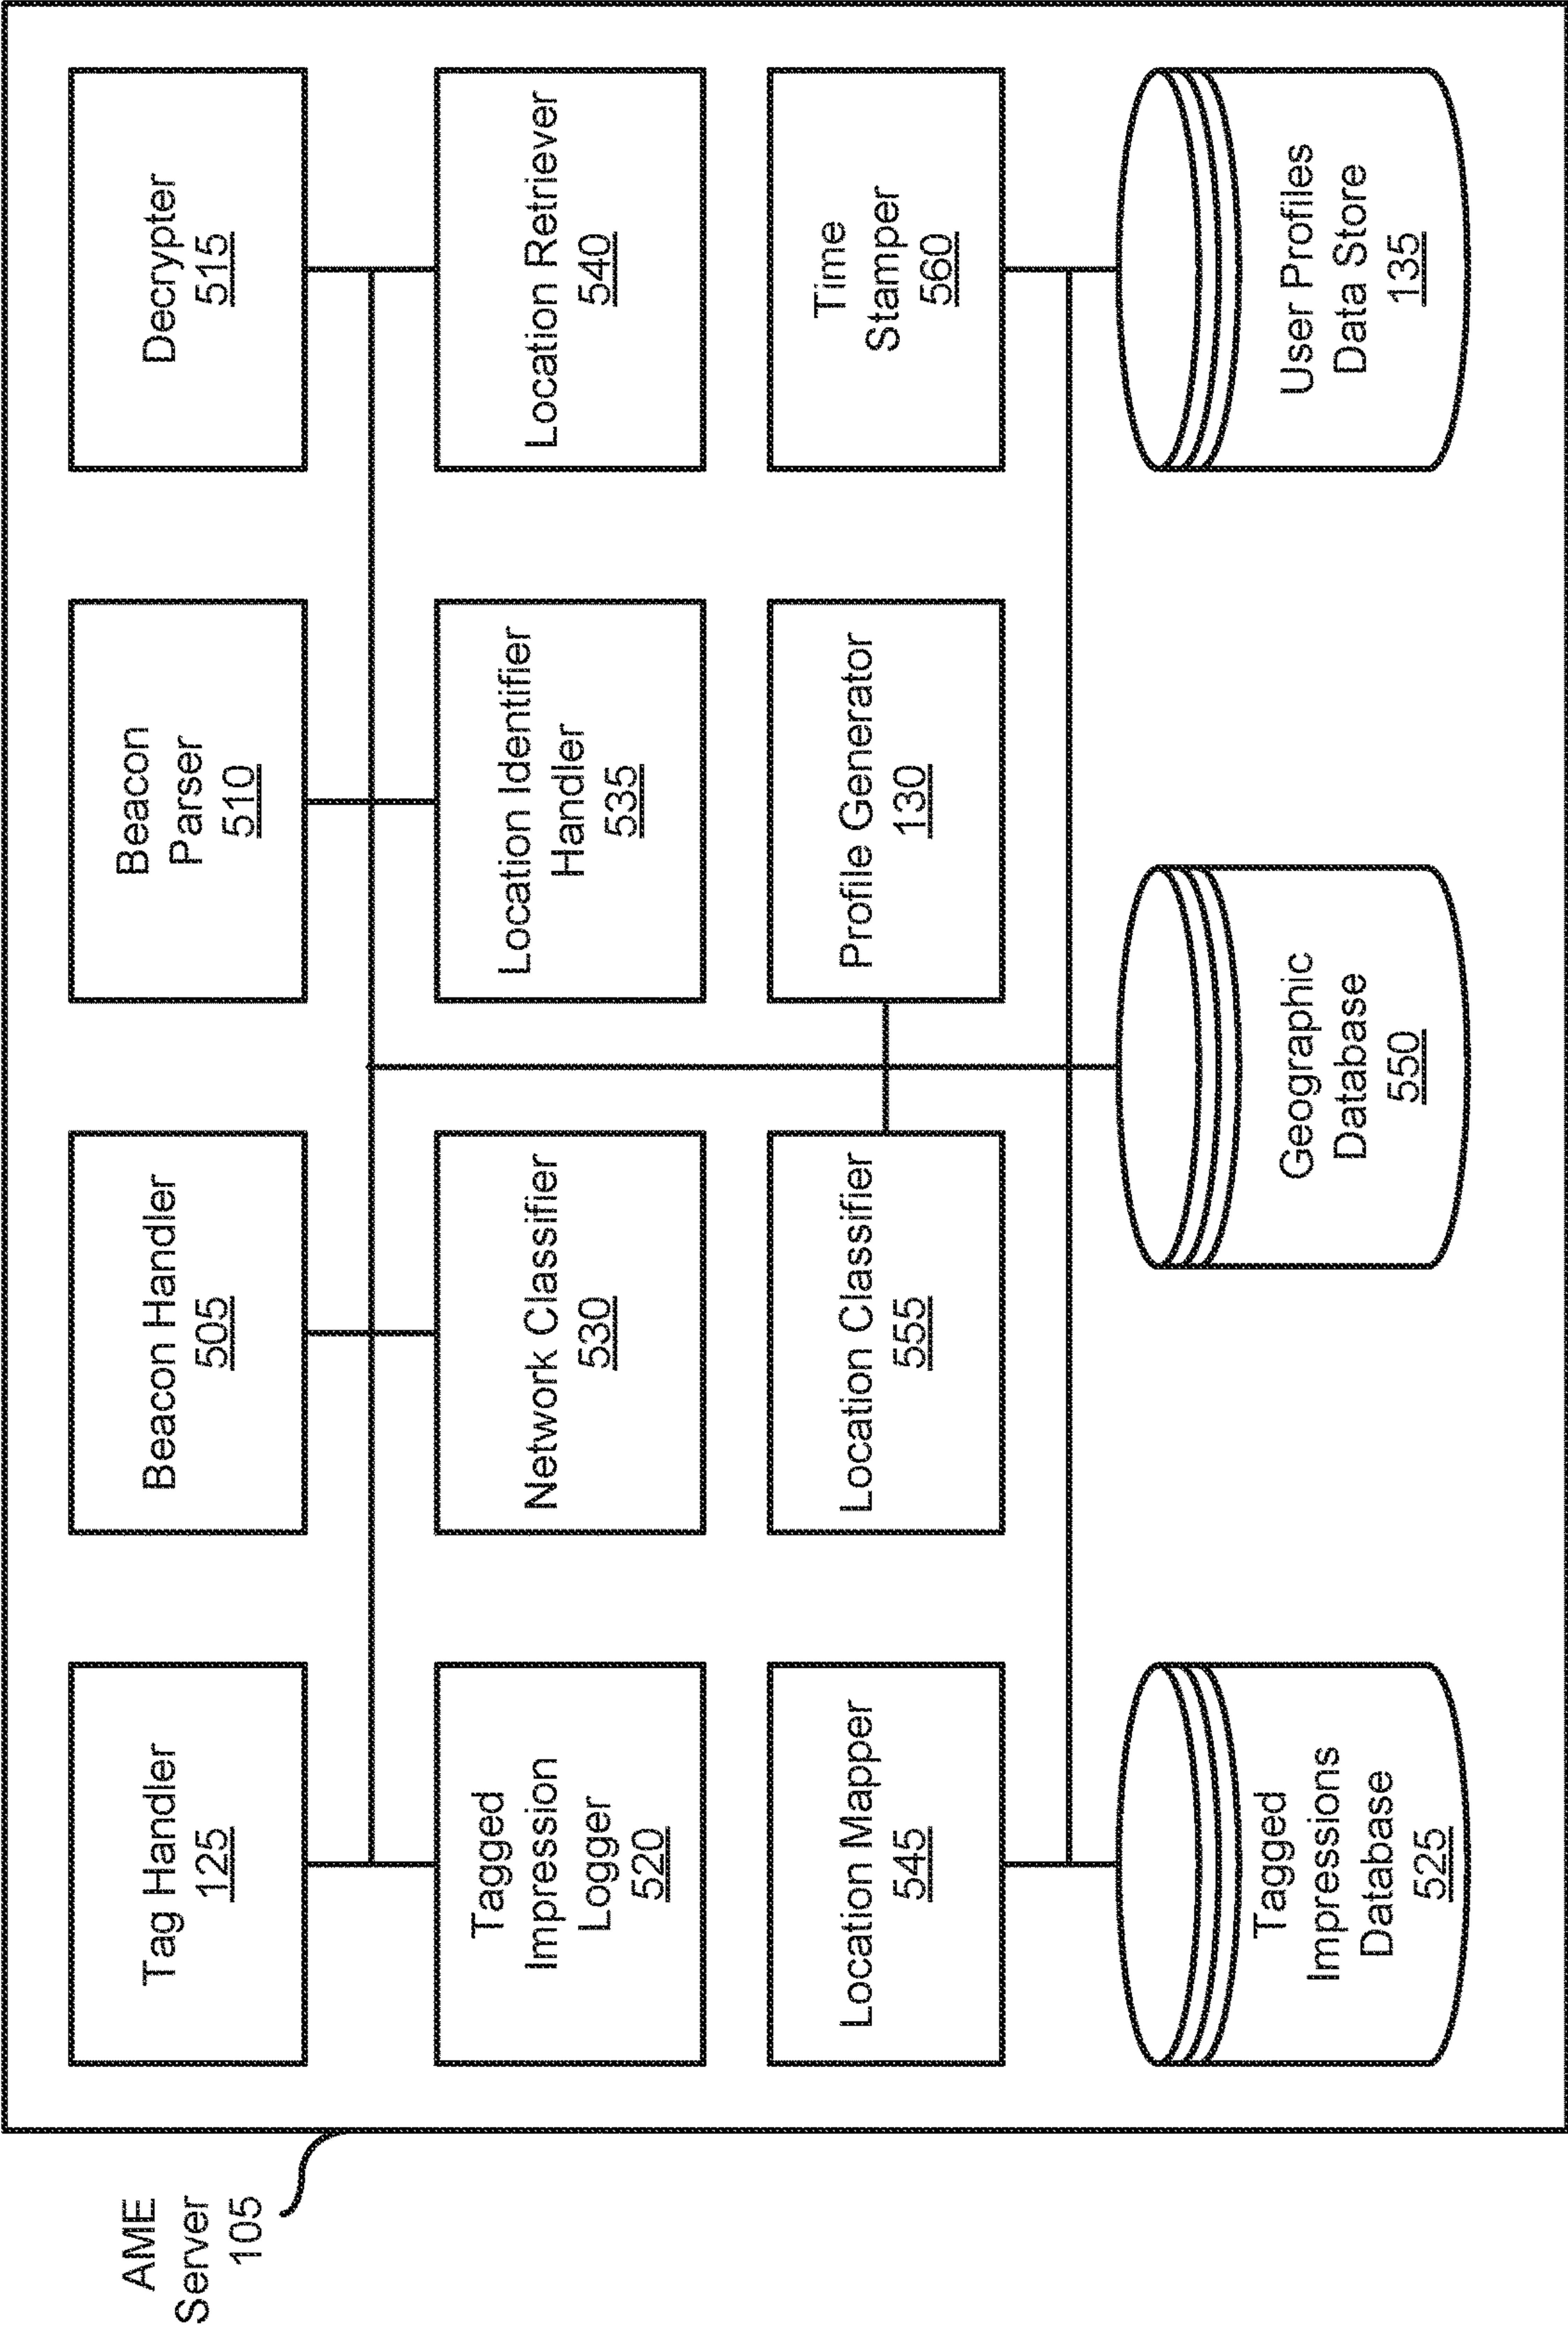 AME
Server
105
Tag Handler
125
Beacon Handler
505
Beacon
Parser
510
Decrypter
515
Tagged
Impression
Logger
520
Network Classifier
530
Location Identifier
Handler
535
Location Retriever
540
Location Mapper
545
Location Classifier
555
Profile Generator
130
Time
Stamper
560
Tagged
Impressions
Database
525
Geographic
Database
550
User Profiles
Data Store
135